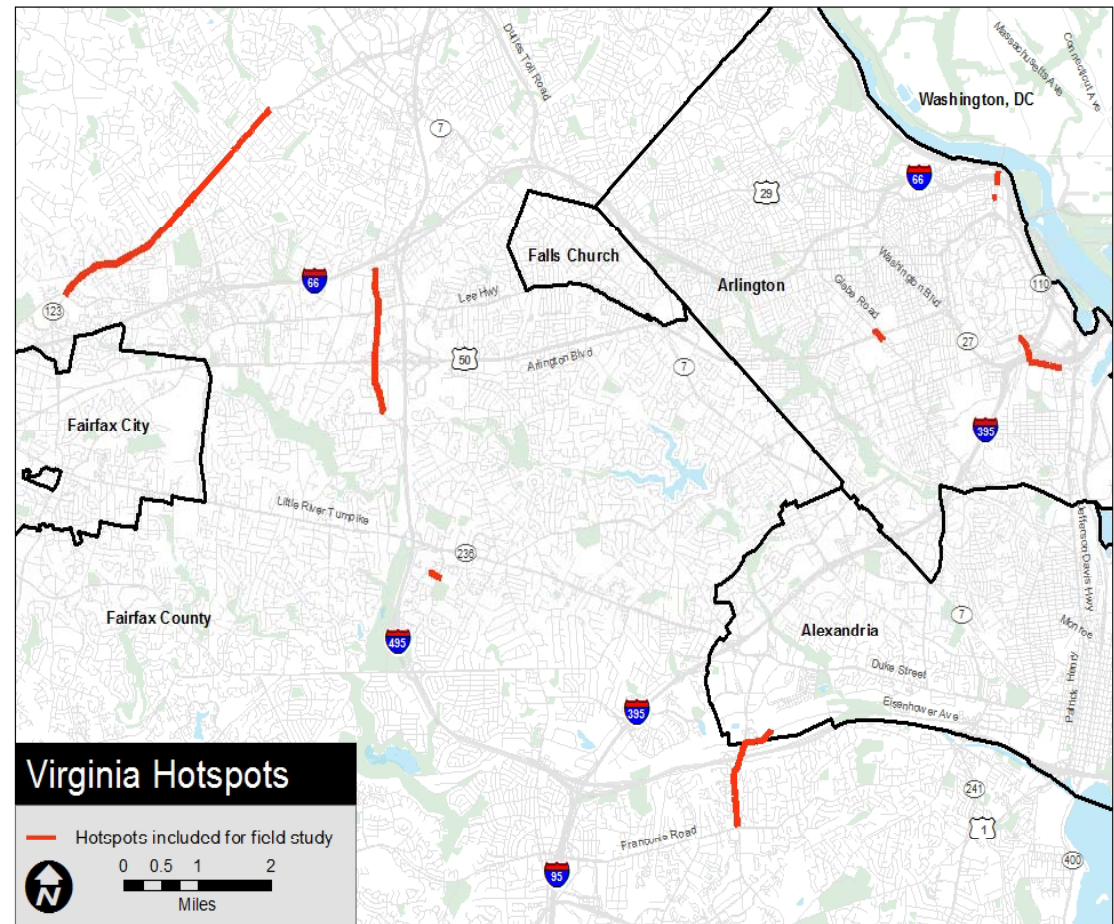 Dulles Toll Road
Massachusetts Ave
Connecticut Ave
Washington, DC
7
66
29
Falls Church
Washington Blvd
Arlington
66
Lee Hwy
Globe Road
110
123
27
50
Arlington Blvd
7
Fairfax City
395
Little River Turnpike
Jefferson Davis Hwy
236
Fairfax County
7
Alexandria
Monroe
495
Duke Street
Patrick Henry
Eisenhower Ave
395
Virginia Hotspots
241
1
Hotspots included for field study
Franconia Road
400
95
N
0 0.5 1 2
Miles